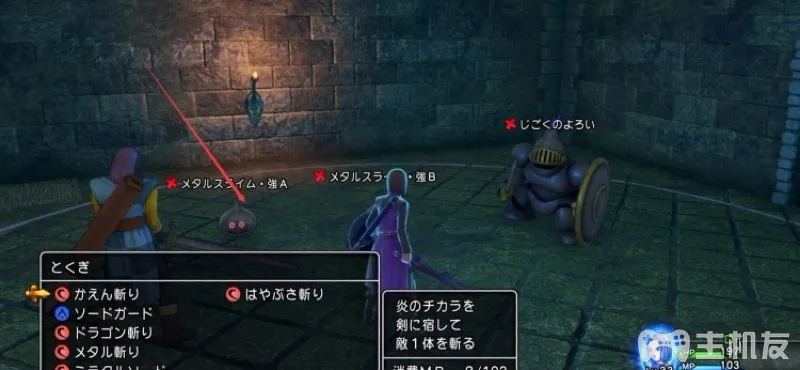 じごくのよろい
メタルスライム・強A
メタルスラ
強B
とくぎ
かえん斬り
はやぶさ斬り
ソードガード
ドラゴン斬り
メタル斬り
炎のチカラを
剣に宿して
敵1体を斬る
HP
197
MP
103
主机友